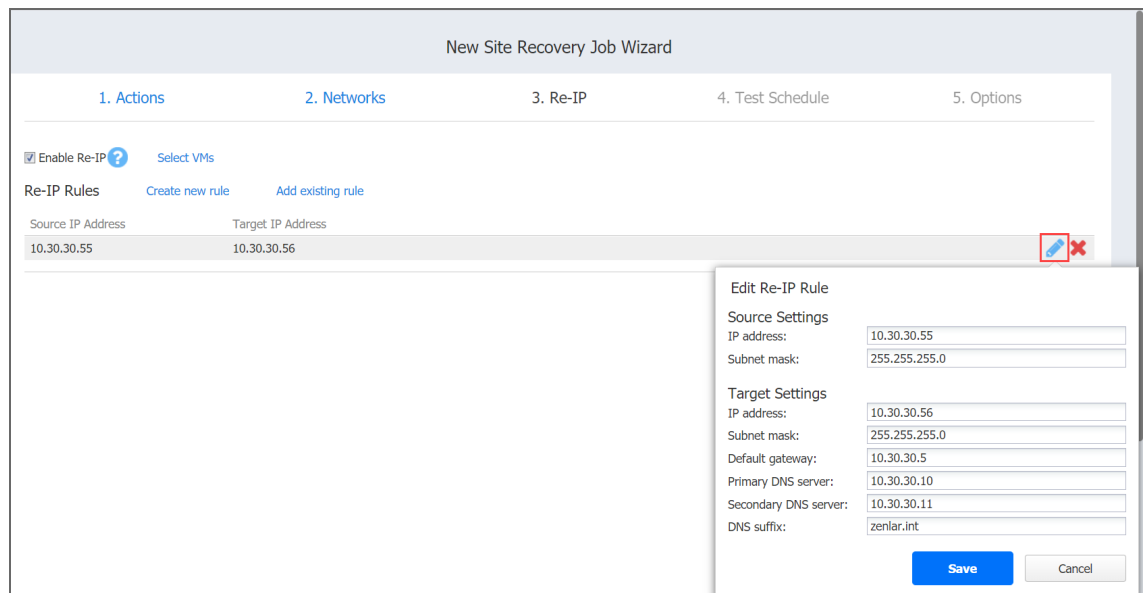 New Site Recovery Job Wizard
1. Actions 2. Networks 3. Re-IP 4. Test Schedule 5. Options
Enable Re-IP ? Select VMs
Re-IP Rules Create new rule Add existing rule
Source IP Address Target IP Address
10.30.30.55 10.30.30.56
Edit Re-IP Rule
Source Settings
IP address: 10.30.30.55
Subnet mask: 255.255.255.0
Target Settings
IP address: 10.30.30.56
Subnet mask: 255.255.255.0
Default gateway: 10.30.30.5
Primary DNS server: 10.30.30.10
Secondary DNS server: 10.30.30.11
DNS suffix: zenlar.int
Save Cancel